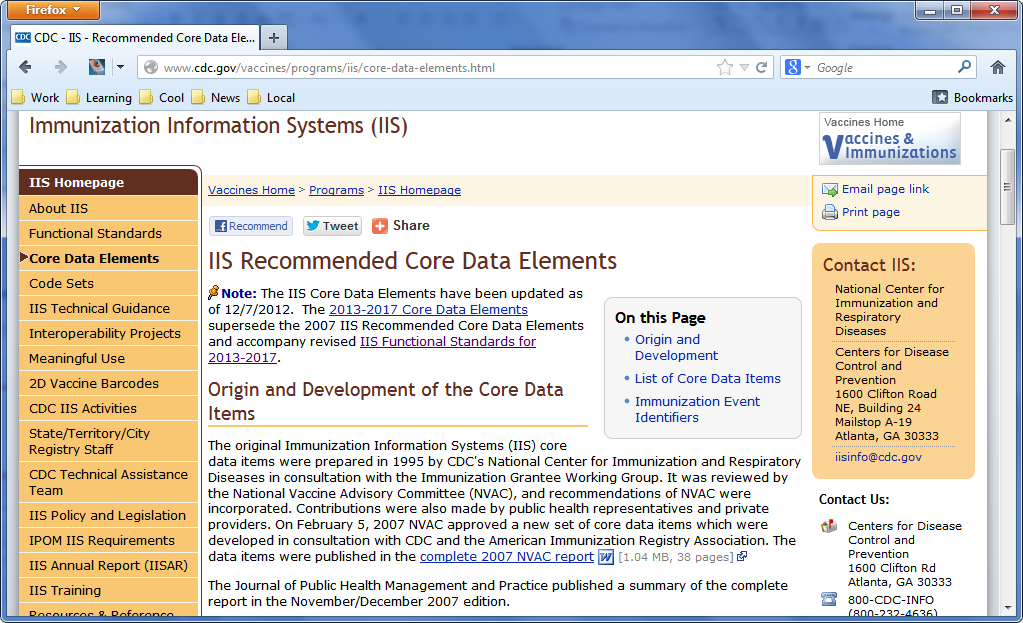 Firefox
CDC - IIS - Recommended Core Data Ele...
www.cdc.gov/vaccines/programs/iis/core-data-elements.html
Google
Work Learning Cool News Local
Bookmarks
Immunization Information Systems (IIS)
Vaccines Home
Vaccines &
Immunizations
IIS Homepage
About IIS
Functional Standards
Core Data Elements
Code Sets
IIS Technical Guidance
Interoperability Projects
Meaningful Use
2D Vaccine Barcodes
CDC IIS Activities
State/Territory/City
Registry Staff
CDC Technical Assistance
Team
IIS Policy and Legislation
IPOM IIS Requirements
IIS Annual Report (IISAR)
IIS Training
Resources & Reference
Vaccines Home > Programs > IIS Homepage
Recommend Tweet Share
IIS Recommended Core Data Elements
Note: The IIS Core Data Elements have been updated as
of 12/7/2012. The 2013-2017 Core Data Elements
supersede the 2007 IIS Recommended Core Data Elements
and accompany revised IIS Functional Standards for
2013-2017.
On this Page
Origin and
Development
List of Core Data Items
Immunization Event
Identifiers
Origin and Development of the Core Data
Items
The original Immunization Information Systems (IIS) core
data items were prepared in 1995 by CDC's National Center for Immunization and Respiratory
Diseases in consultation with the Immunization Grantee Working Group. It was reviewed by
the National Vaccine Advisory Committee (NVAC), and recommendations of NVAC were
incorporated. Contributions were also made by public health representatives and private
providers. On February 5, 2007 NVAC approved a new set of core data items which were
developed in consultation with CDC and the American Immunization Registry Association. The
data items were published in the complete 2007 NVAC report [1.04 MB, 38 pages]
The Journal of Public Health Management and Practice published a summary of the complete
report in the November/December 2007 edition.
Email page link
Print page
Contact IIS:
National Center for
Immunization and
Respiratory
Diseases
Centers for Disease
Control and
Prevention
1600 Clifton Road
NE, Building 24
Mailstop A-19
Atlanta, GA 30333
iisinfo@cdc.gov
Contact Us:
Centers for Disease
Control and
Prevention
1600 Clifton Rd
Atlanta, GA 30333
800-CDC-INFO
(800-232-4636)